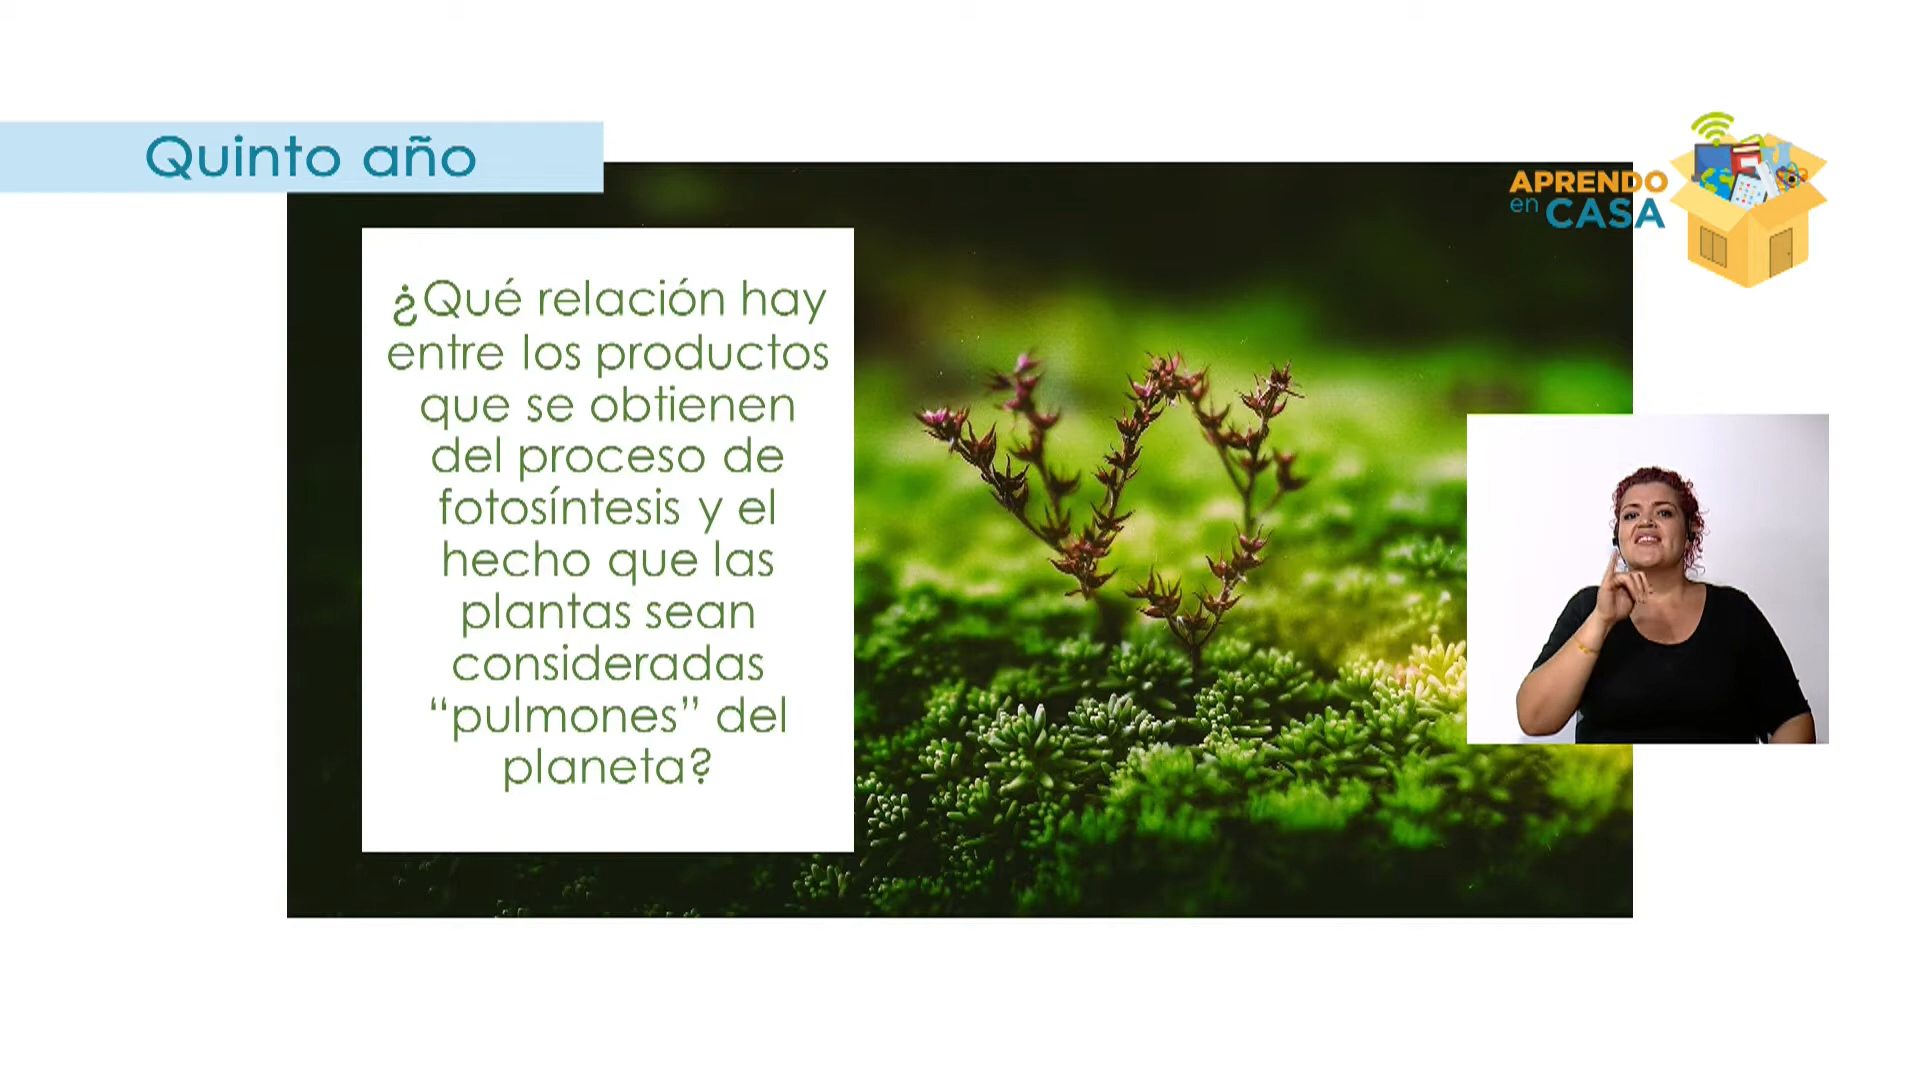 Quinto año
APRENDO
en CASA
¿Qué relación hay
entre los productos
que se obtienen
del proceso de
fotosíntesis y el
hecho que las
plantas sean
consideradas
“pulmones” del
planeta?